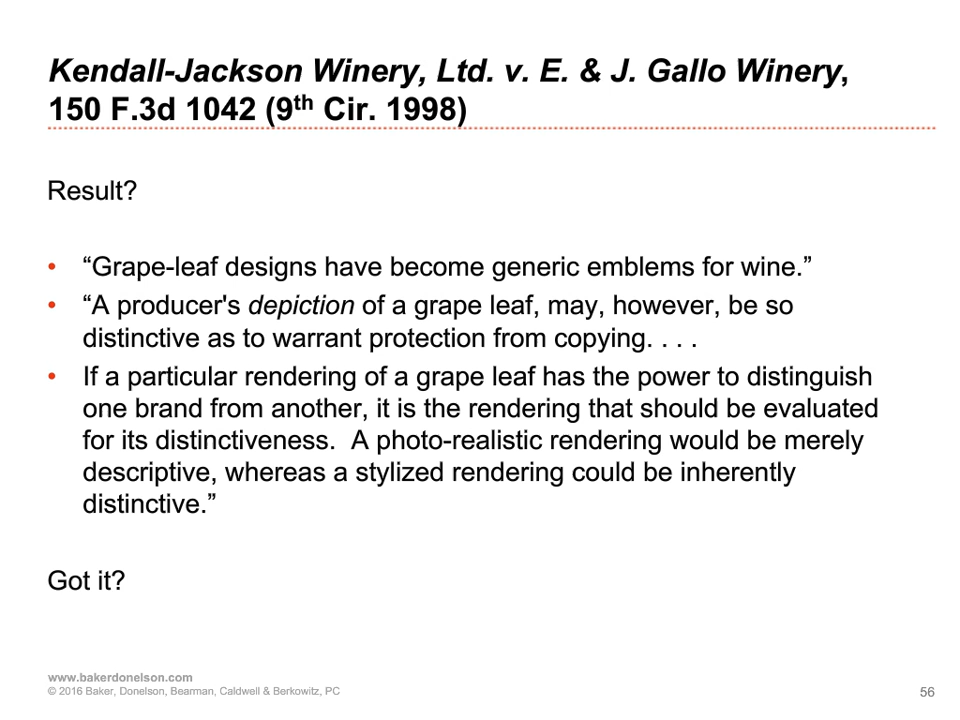 Kendall-Jackson Winery, Ltd. v. E. & J. Gallo Winery,
150 F.3d 1042 (9th Cir. 1998)
Result?
• “Grape-leaf designs have become generic emblems for wine.”
• “A producer's depiction of a grape leaf, may, however, be so
distinctive as to warrant protection from copying. . . .
• If a particular rendering of a grape leaf has the power to distinguish
one brand from another, it is the rendering that should be evaluated
for its distinctiveness.  A photo-realistic rendering would be merely
descriptive, whereas a stylized rendering could be inherently
distinctive.”
Got it?
www.bakerdonelson.com
© 2016 Baker, Donelson, Bearman, Caldwell & Berkowitz, PC
56